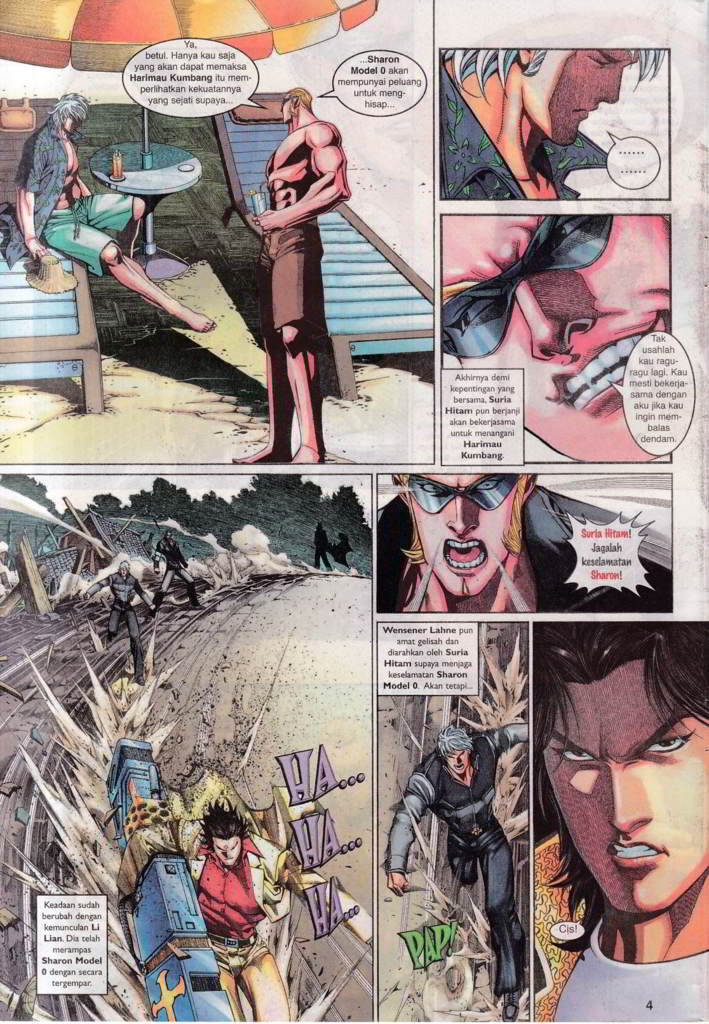 Ya,
betul. Hanya kau saja
yang akan dapat memaksa
Harimau Kumbang itu mem-
perlihatkan kekuatannya
yang sejati supaya...
...Sharon
Model 0 akan
mempunyai peluang
untuk meng-
hisap...
......
......
Tak
usahlah
kau ragu-
ragu lagi. Kau
mesti bekerja-
sama dengan
aku jika kau
ingin mem-
balas
dendam.
Akhirnya demi
kepentingan yang
bersama, Suria
Hitam pun berjanji
akan bekerjasama
untuk menangani
Harimau
Kumbang.
Suria Hitam!
Jagalah
keselamatan
Sharon!
HA...
HA...
HA...
Keadaan sudah
berubah dengan
kemunculan Li
Lian. Dia telah
merampas
Sharon Model
0 dengan secara
tergempar.
Wensener Lahne pun
amat gelisah dan
diarahkan oleh Suria
Hitam supaya menjaga
keselamatan Sharon
Model 0. Akan tetapi...
PAP!
Cis!
4